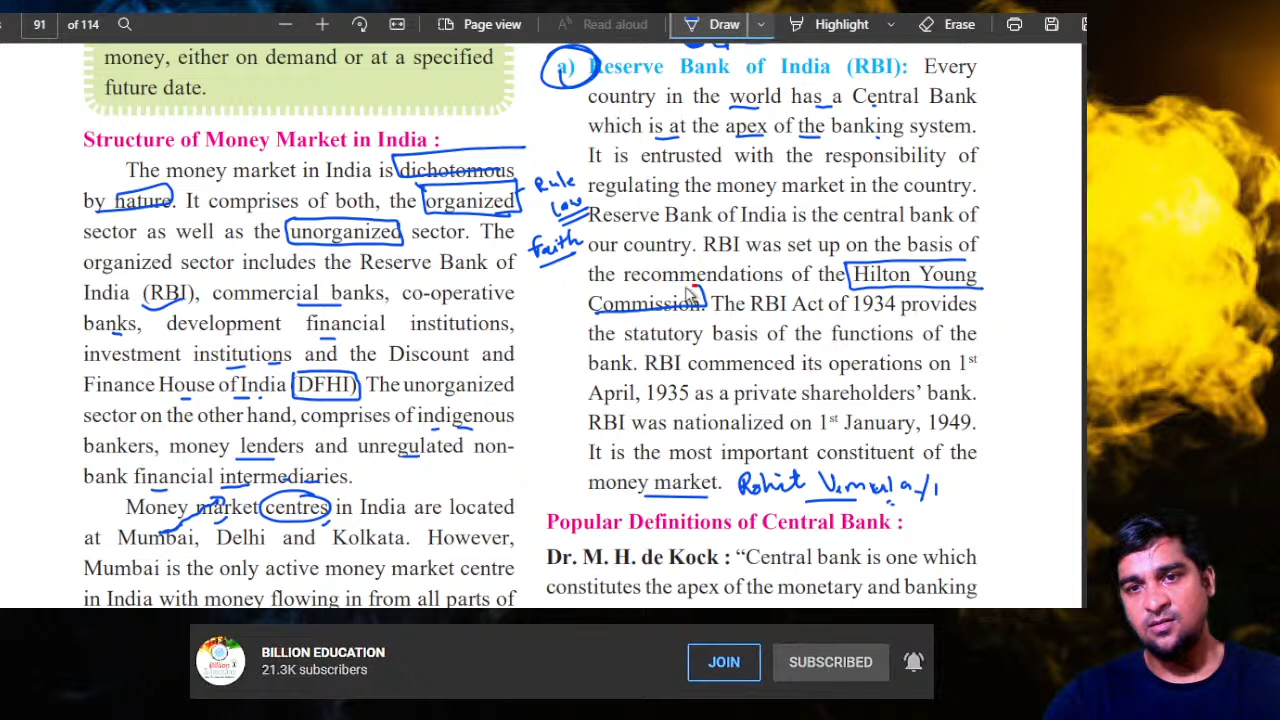 91 of 114 Page view Read aloud Draw Highlight Erase
money, either on demand or at a specified
future date.
Structure of Money Market in India :
The money market in India is dichotomous
by nature. It comprises of both, the organized
sector as well as the unorganized sector. The
organized sector includes the Reserve Bank of
India (RBI), commercial banks, co-operative
banks, development financial institutions,
investment institutions and the Discount and
Finance House of India (DFHI). The unorganized
sector on the other hand, comprises of indigenous
bankers, money lenders and unregulated non-
bank financial intermediaries.
Money market centres in India are located
at Mumbai, Delhi and Kolkata. However,
Mumbai is the only active money market centre
in India with money flowing in from all parts of
Rule
Law
Faith
a) Reserve Bank of India (RBI): Every
country in the world has a Central Bank
which is at the apex of the banking system.
It is entrusted with the responsibility of
regulating the money market in the country.
Reserve Bank of India is the central bank of
our country. RBI was set up on the basis of
the recommendations of the Hilton Young
Commission. The RBI Act of 1934 provides
the statutory basis of the functions of the
bank. RBI commenced its operations on 1st
April, 1935 as a private shareholders’ bank.
RBI was nationalized on 1st January, 1949.
It is the most important constituent of the
money market. Rohit Vemula
Popular Definitions of Central Bank :
Dr. M. H. de Kock : “Central bank is one which
constitutes the apex of the monetary and banking
BILLION EDUCATION
21.3K subscribers
JOIN
SUBSCRIBED